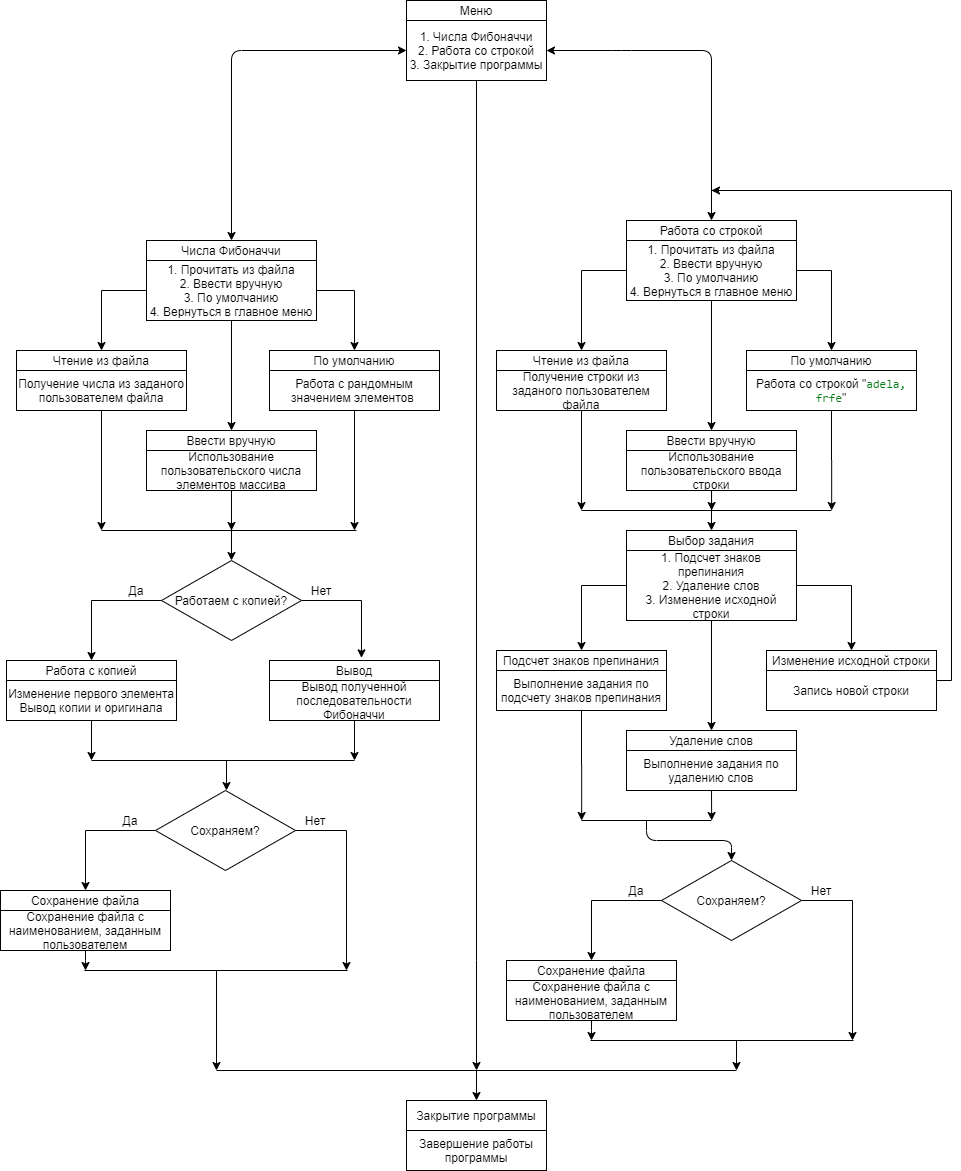 Меню
1. Числа Фибоначчи
2. Работа со строкой
3. Закрытие программы
Числа Фибоначчи
1. Прочитать из файла
2. Ввести вручную
3. По умолчанию
4. Вернуться в главное меню
Чтение из файла
Получение числа из заданого
пользователем файла
По умолчанию
Работа с рандомным
значением элементов
Ввести вручную
Использование
пользовательского числа
элементов массива
Работаем с копией?
Да
Нет
Работа с копией
Изменение первого элемента
Вывод копии и оригинала
Вывод
Вывод полученной
последовательности
Фибоначчи
Сохраняем?
Да
Нет
Сохранение файла
Сохранение файла с
наименованием, заданным
пользователем
Работа со строкой
1. Прочитать из файла
2. Ввести вручную
3. По умолчанию
4. Вернуться в главное меню
Чтение из файла
Получение строки из
заданого пользователем
файла
По умолчанию
Работа со строкой "adela,
frfe"
Ввести вручную
Использование
пользовательского ввода
строки
Выбор задания
1. Подсчет знаков
препинания
2. Удаление слов
3. Изменение исходной
строки
Подсчет знаков препинания
Выполнение задания по
подсчету знаков препинания
Изменение исходной строки
Запись новой строки
Удаление слов
Выполнение задания по
удалению слов
Сохраняем?
Да
Нет
Сохранение файла
Сохранение файла с
наименованием, заданным
пользователем
Закрытие программы
Завершение работы
программы